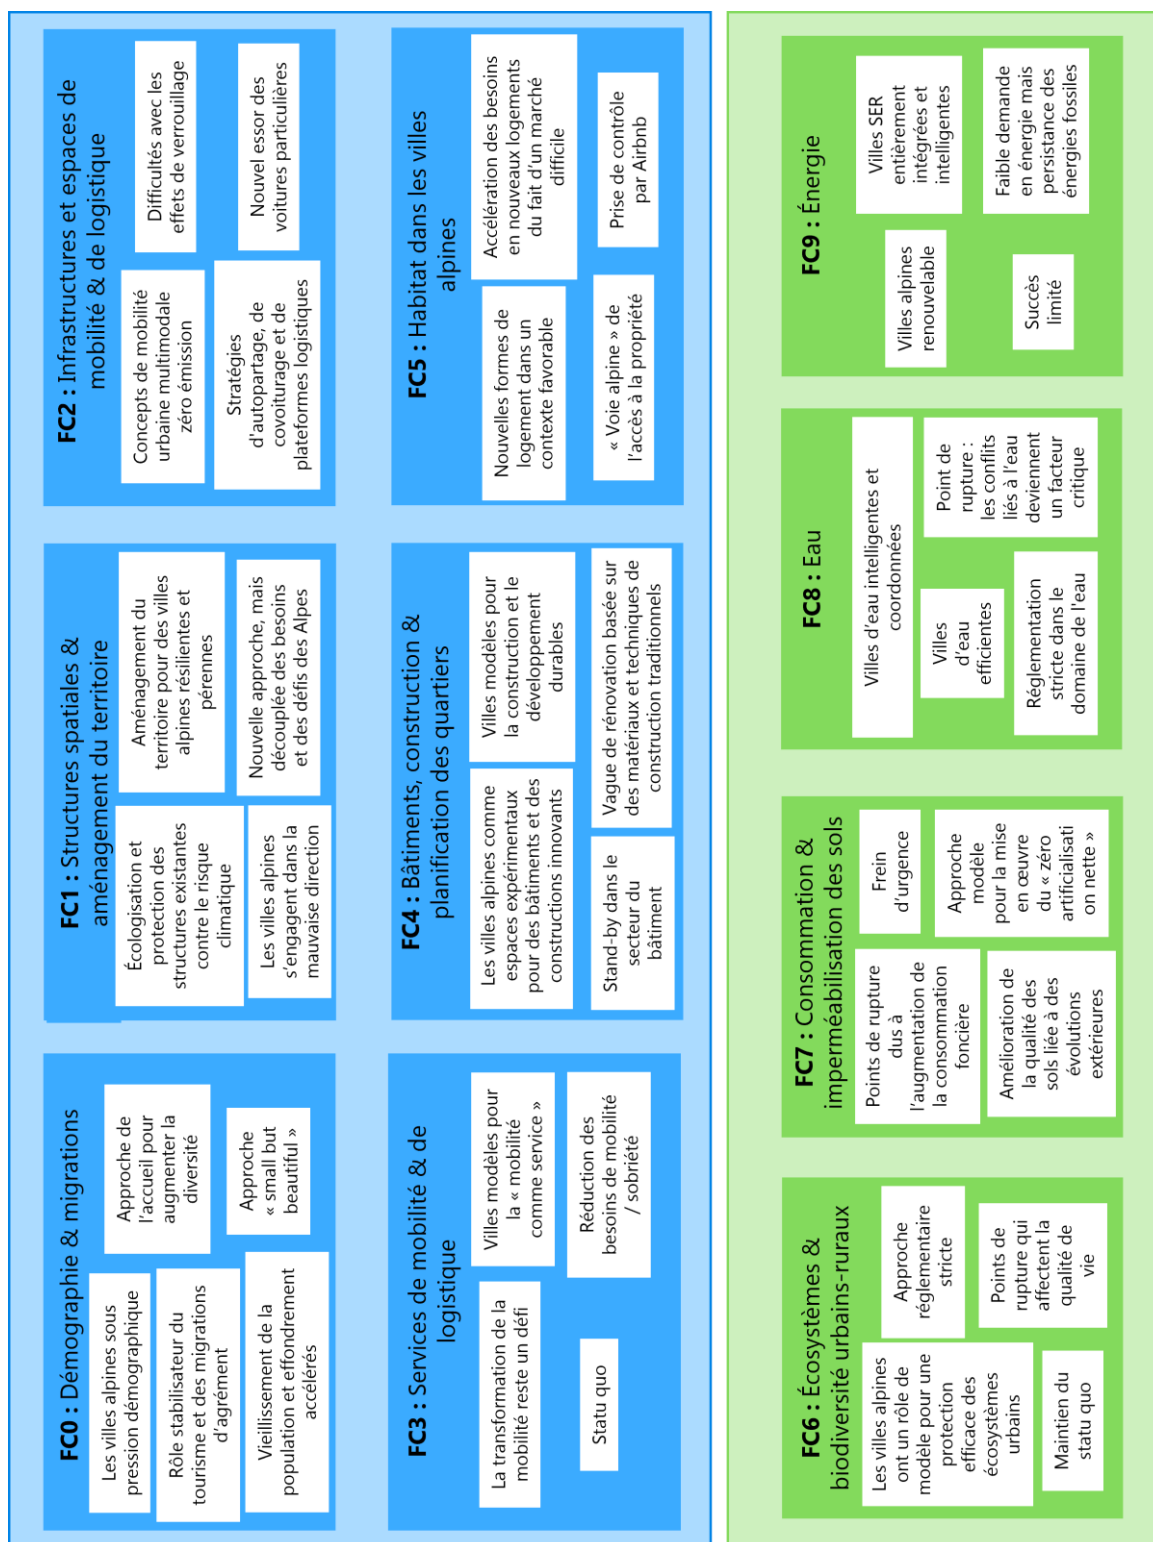 FC0 : Démographie & migrations
Les villes alpines sous
pression démographique
Approche de
l'accueil pour
augmenter la
diversité
Rôle stabilisateur du
tourisme et des migrations
d'agrément
Approche
« small but
beautiful »
Vieillissement de la
population et effondrement
accélérés
FC1 : Structures spatiales &
aménagement du territoire
Écologisation et
protection des
structures existantes
contre le risque
climatique
Aménagement du
territoire pour des villes
alpines résilientes et
pérennes
Les villes alpines
s'engagent dans la
mauvaise direction
Nouvelle approche, mais
découplée des besoins
et des défis des Alpes
FC2 : Infrastructures et espaces de
mobilité & de logistique
Concepts de mobilité
urbaine multimodale
zéro émission
Difficultés avec les
effets de verrouillage
Stratégies
d'autopartage, de
covoiturage et de
plateformes logistiques
Nouvel essor des
voitures particulières
FC3 : Services de mobilité & de
logistique
La transformation de la
mobilité reste un défi
Villes modèles pour
la « mobilité
comme service »
Statu quo
Réduction des
besoins de mobilité
/ sobriété
FC4 : Bâtiments, construction &
planification des quartiers
Les villes alpines comme
espaces expérimentaux
pour des bâtiments et des
constructions innovants
Villes modèles pour
la construction et le
développement
durables
Stand-by dans le
secteur du
bâtiment
Vague de rénovation basée sur
des matériaux et techniques de
construction traditionnels
FC5 : Habitat dans les villes
alpines
Nouvelles formes de
logement dans un
contexte favorable
Accélération des besoins
en nouveaux logements
du fait d'un marché
difficile
« Voie alpine » de
l'accès à la propriété
Prise de contrôle
par Airbnb
FC6 : Écosystèmes &
biodiversité urbains-ruraux
Les villes alpines
ont un rôle de
modèle pour une
protection
efficace des
écosystèmes
urbains
Approche
réglementaire
stricte
Maintien du
statu quo
Points de
rupture qui
affectent la
qualité de
vie
FC7 : Consommation &
imperméabilisation des sols
Points de rupture
dus à
l'augmentation de
la consommation
foncière
Frein
d'urgence
Amélioration de
la qualité des
sols liée à des
évolutions
extérieures
Approche
modèle
pour la mise
en œuvre
du « zéro
artificialisati
on nette »
FC8 : Eau
Villes d'eau intelligentes et
coordonnées
Villes
d'eau
efficientes
Point de
rupture :
les conflits
liés à l'eau
deviennent
un facteur
critique
Réglementation
stricte dans le
domaine de l'eau
FC9 : Énergie
Villes alpines
renouvelable
Villes SER
entièrement
intégrées et
intelligentes
Succès
limité
Faible demande
en énergie mais
persistance des
énergies fossiles